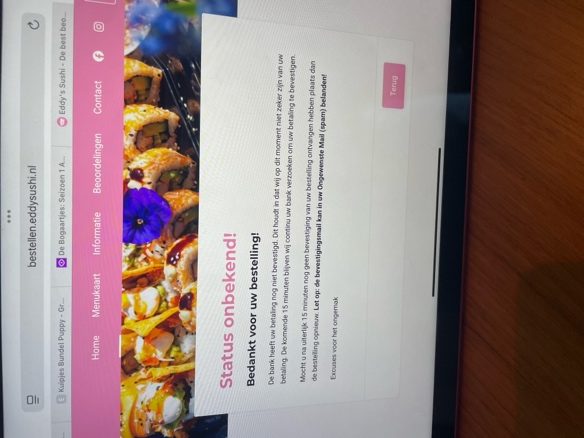 bestellen.eddysushi.nl
Kuipjes Bundel Puppy - Gr...
De Bogaartjes: Seizoen 1 A...
Eddy's Sushi - De best beo...
Home Menukaart Informatie Beoordelingen Contact
Status onbekend!
Bedankt voor uw bestelling!
De bank heeft uw betaling nog niet bevestigd. Dit houdt in dat wij op dit moment niet zeker zijn van uw
betaling. De komende 15 minuten blijven wij continu uw bank verzoeken om uw betaling te bevestigen.
Mocht u na uiterlijk 15 minuten nog geen bevestiging van uw bestelling ontvangen hebben plaats dan
de bestelling opnieuw. Let op: de bevestigingsmail kan in uw Ongewenste Mail (spam) belanden!
Excuses voor het ongemak
Terug